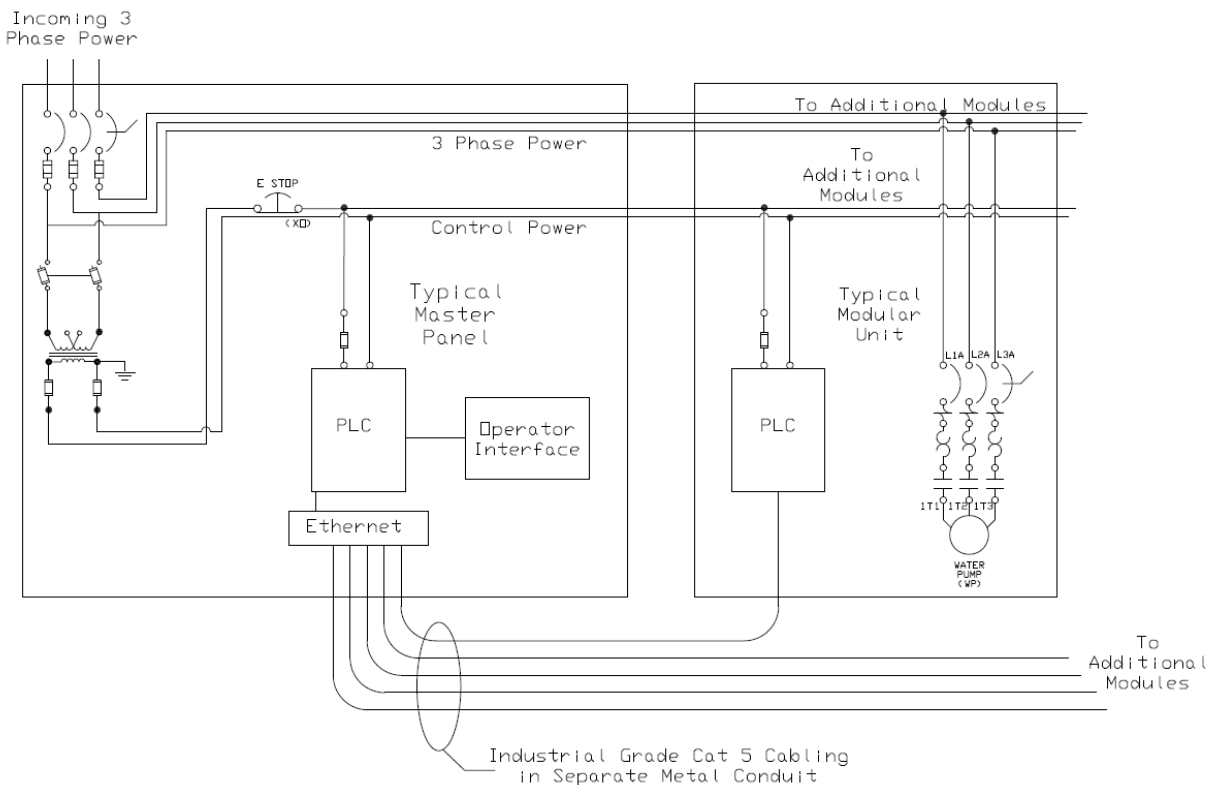 Incoming 3
Phase Power
To Additional Modules
3 Phase Power
To
Additional
Modules
E STOP
(XO)
Control Power
Typical
Master
Panel
Typical
Modular
Unit
L1A L2A L3A
PLC
Operator
Interface
PLC
1T1 1T2 1T3
Ethernet
WATER
PUMP
(WP)
To
Additional
Modules
Industrial Grade Cat 5 Cabling
in Separate Metal Conduit